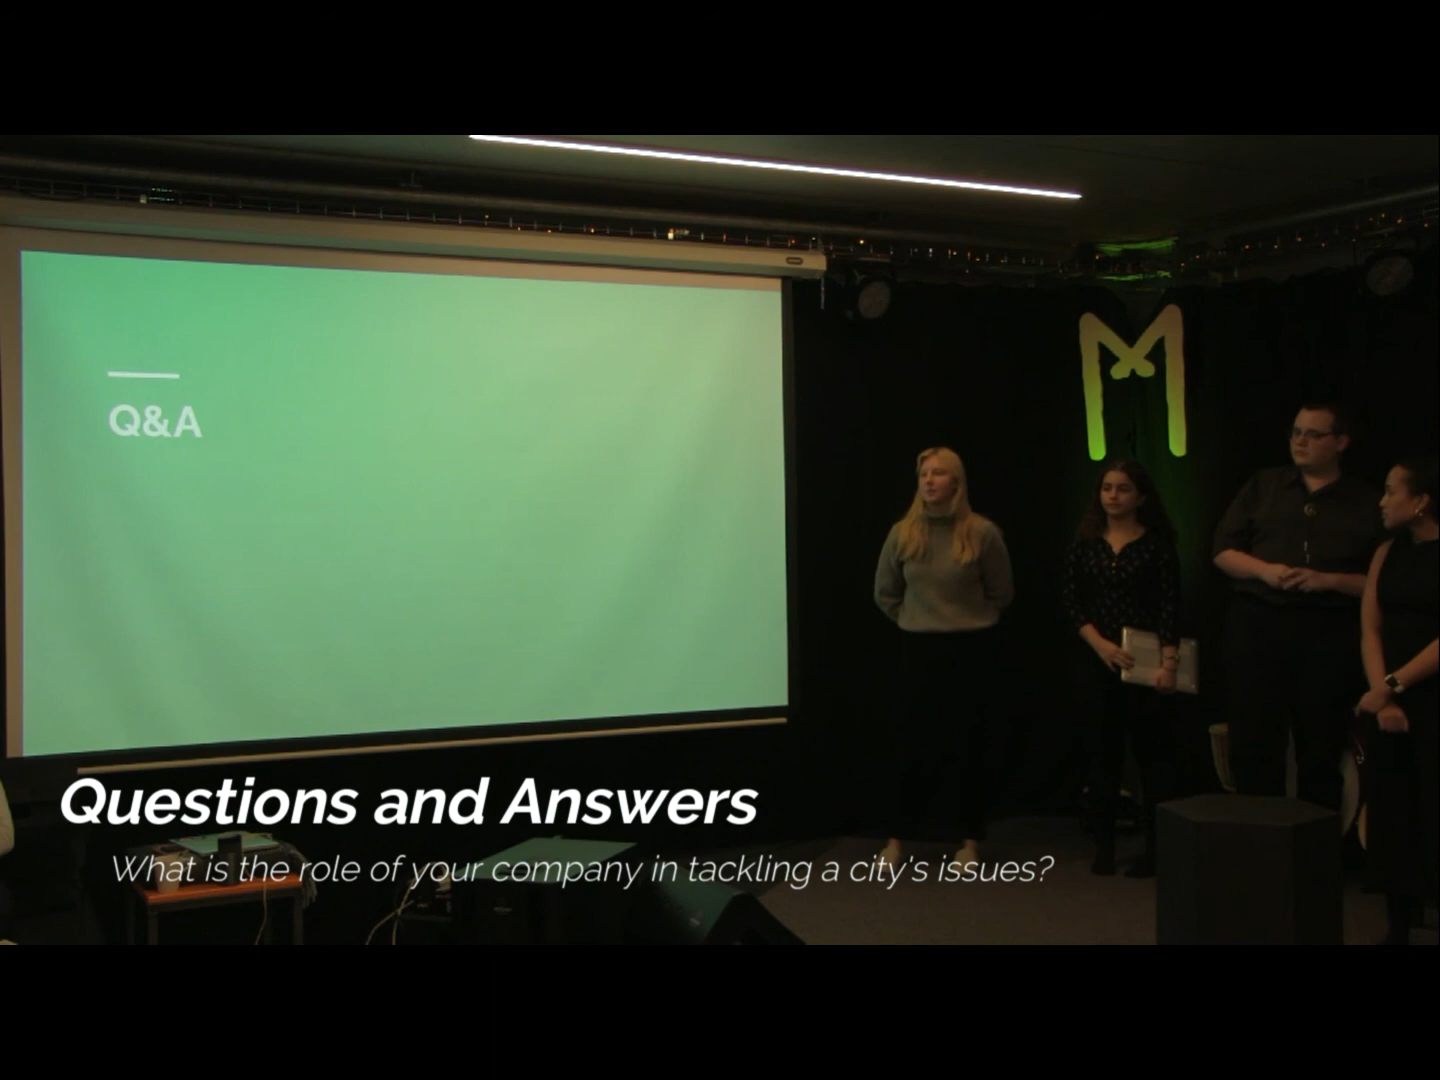 Q&A
M
Questions and Answers
What is the role of your company in tackling a city's issues?